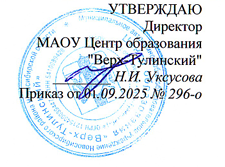 УТВЕРЖДАЮ
Директор
МАОУ Центр образования
"Верх-Тулинский"
Н.И. Уксусова
Приказ от 01.09.2025 № 296-о